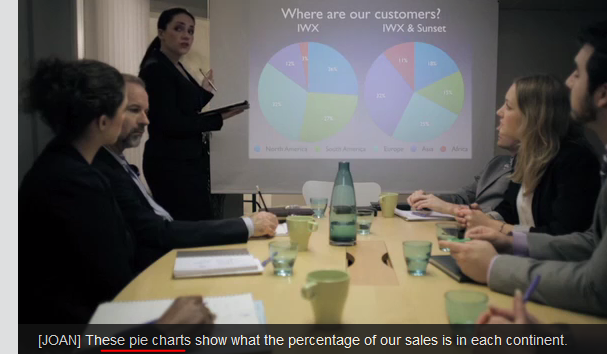 Where are our customers?
IWX IWX & Sunset
North America South America Europe Asia Africa
[JOAN] These pie charts show what the percentage of our sales is in each continent.